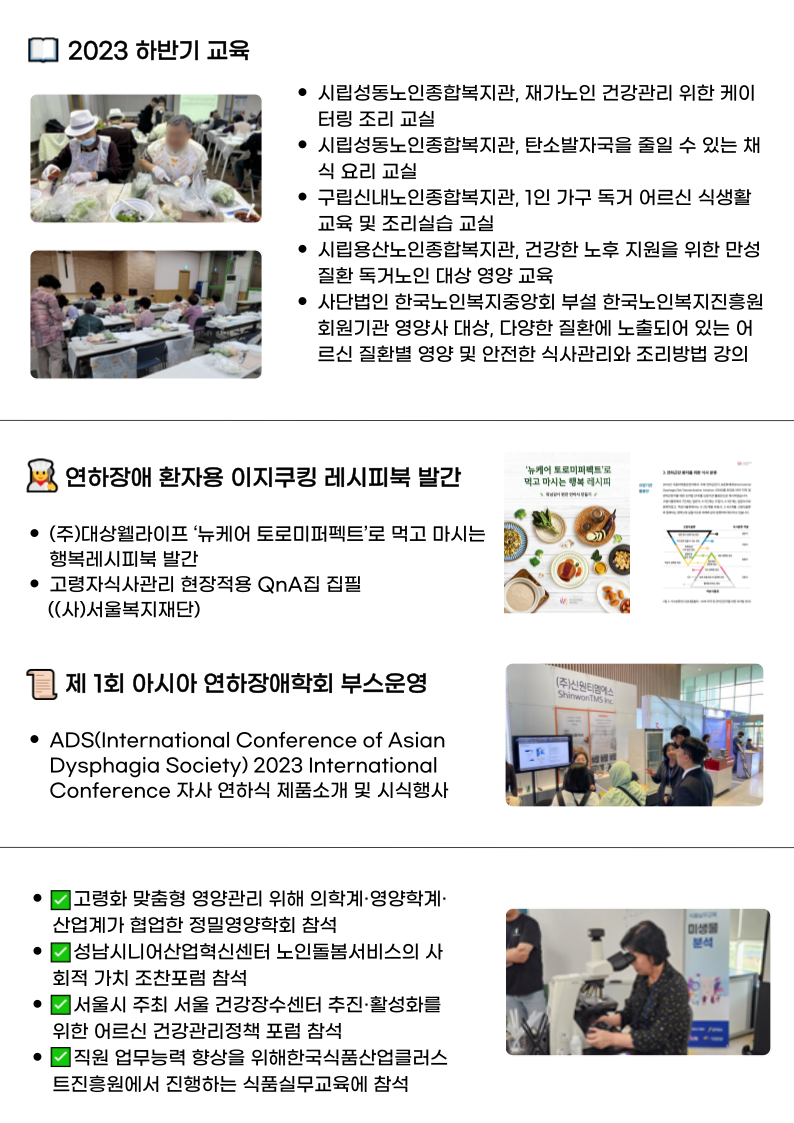 2023 하반기 교육
• 시립성동노인종합복지관, 재가노인 건강관리 위한 케이
터링 조리 교실
• 시립성동노인종합복지관, 탄소발자국을 줄일 수 있는 채
식 요리 교실
• 구립신내노인종합복지관, 1인 가구 독거 어르신 식생활
교육 및 조리실습 교실
• 시립용산노인종합복지관, 건강한 노후 지원을 위한 만성
질환 독거노인 대상 영양 교육
• 사단법인 한국노인복지중앙회 부설 한국노인복지진흥원
회원기관 영양사 대상, 다양한 질환에 노출되어 있는 어
르신 질환별 영양 및 안전한 식사관리와 조리방법 강의
연하장애 환자용 이지쿠킹 레시피북 발간
• (주)대상웰라이프 ‘뉴케어 토로미퍼펙트’로 먹고 마시는
행복레시피북 발간
• 고령자식사관리 현장적용 QnA집 집필
((사)서울복지재단)
'뉴케어 토로미퍼펙트'로
먹고 마시는 행복 레시피
제 1회 아시아 연하장애학회 부스운영
• ADS(International Conference of Asian
Dysphagia Society) 2023 International
Conference 자사 연하식 제품소개 및 시식행사
(주)신원티엠에스
ShinwonTMS Inc.
• ✅고령화 맞춤형 영양관리 위해 의학계·영양학계·
산업계가 협업한 정밀영양학회 참석
• ✅성남시니어산업혁신센터 노인돌봄서비스의 사
회적 가치 조찬포럼 참석
• ✅서울시 주최 서울 건강장수센터 추진·활성화를
위한 어르신 건강관리정책 포럼 참석
• ✅직원 업무능력 향상을 위해한국식품산업클러스
트진흥원에서 진행하는 식품실무교육에 참석
식품실무교육
미생물
분석